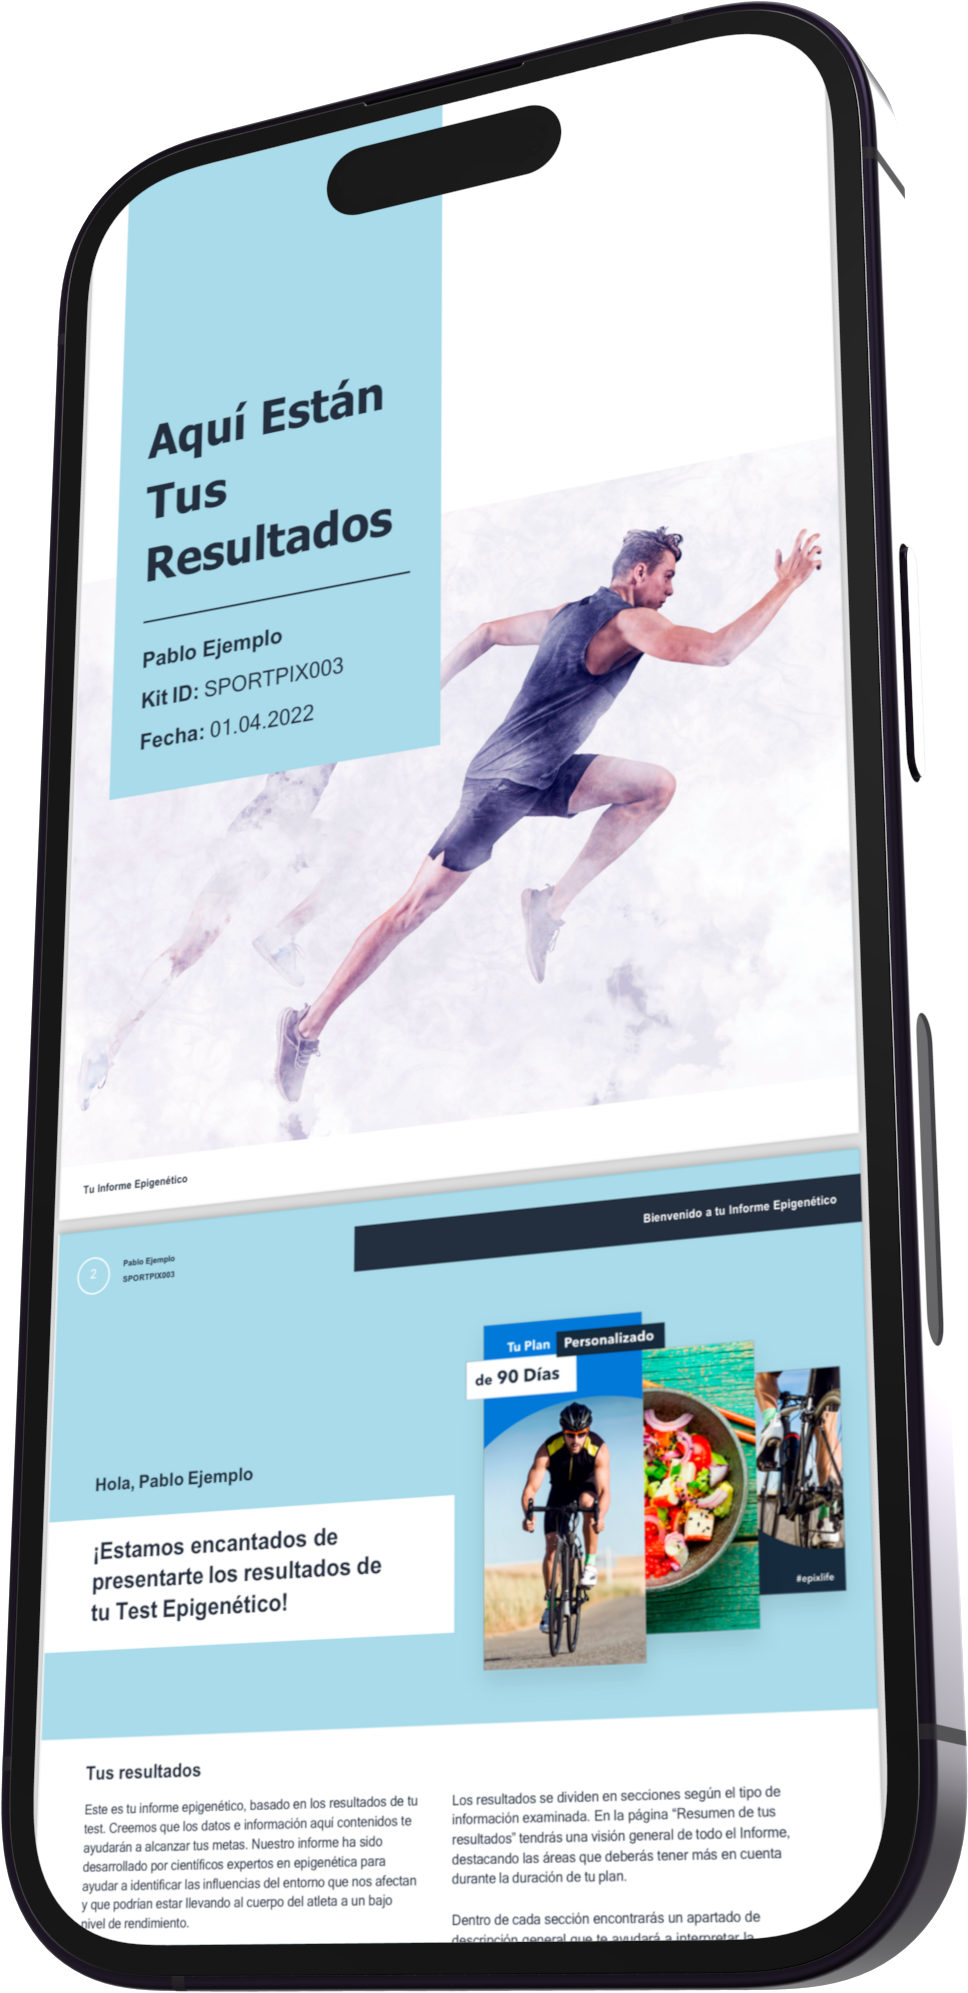 Aquí Están
Tus
Resultados
Pablo Ejemplo
Kit ID: SPORTPIX003
Fecha: 01.04.2022
Tu Informe Epigenético
Bienvenido a tu Informe Epigenético
2
Pablo Ejemplo
SPORTPIX003
Tu Plan Personalizado
de 90 Días
#epixlife
Hola, Pablo Ejemplo
¡Estamos encantados de
presentarte los resultados de
tu Test Epigenético!
Tus resultados
Este es tu informe epigenético, basado en los resultados de tu
test. Creemos que los datos e información aquí contenidos te
ayudarán a alcanzar tus metas. Nuestro informe ha sido
desarrollado por científicos expertos en epigenética para
ayudar a identificar las influencias del entorno que nos afectan
y que podrían estar llevando al cuerpo del atleta a un bajo
nivel de rendimiento.
Los resultados se dividen en secciones según el tipo de
información examinada. En la página “Resumen de tus
resultados” tendrás una visión general de todo el Informe,
destacando las áreas que deberás tener más en cuenta
durante la duración de tu plan.
Dentro de cada sección encontrarás un apartado de
descripción general que te ayudará a interpretar la